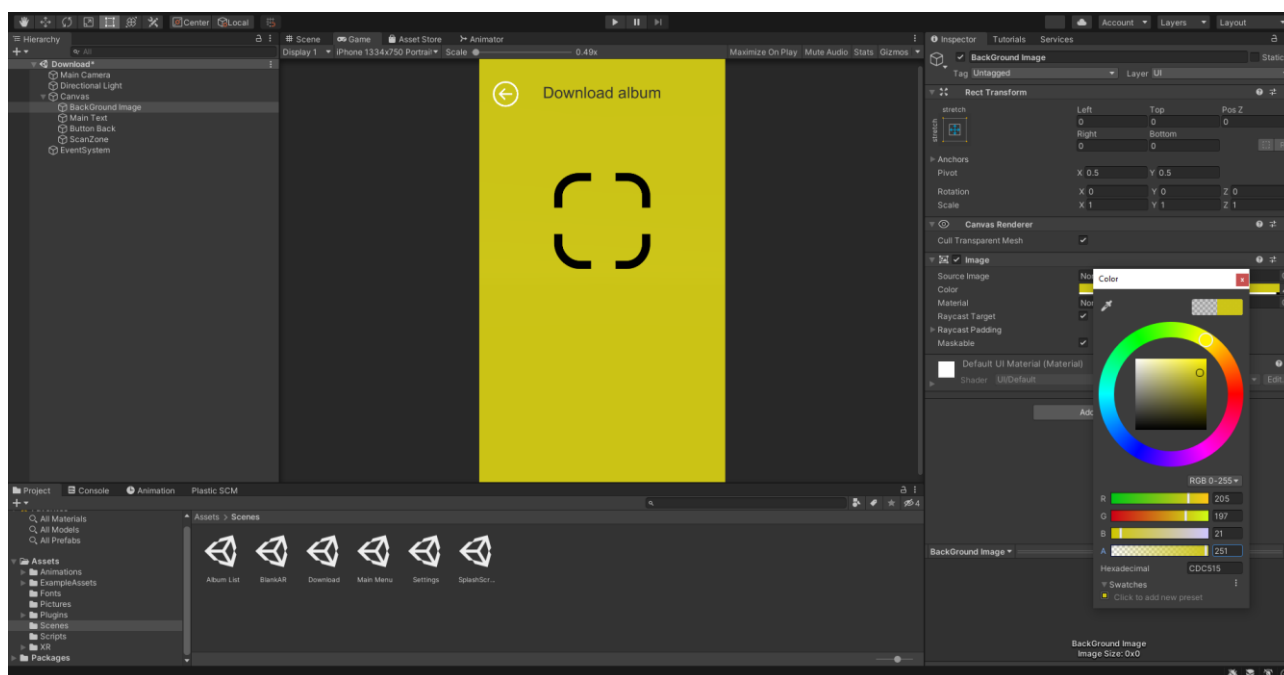 Center Local Account Layers Layout
Hierarchy # Scene Game Asset Store Animator Inspector Tutorials Services
All Display 1 iPhone 1334x750 Portrait Scale 0.49x Maximize On Play Mute Audio Stats Gizmos
BackGround Image Static
Tag Untagged Layer UI
Download*
Main Camera
Directional Light
Canvas
BackGround Image
Main Text
Button Back
ScanZone
EventSystem
Download album
Rect Transform
stretch Left Top Pos Z
stretch 0 0 0
Right Bottom
0 0
Anchors
Pivot X 0.5 Y 0.5
Rotation X 0 Y 0 Z 0
Scale X 1 Y 1 Z 1
Canvas Renderer
Cull Transparent Mesh
Image
Source Image
Color
Material
Raycast Target
Raycast Padding
Maskable
Default UI Material (Material)
Shader UI/Default Edit.
Color
RGB 0-255
R 205
G 197
B 21
A 251
Hexadecimal CDC515
Swatches
Click to add new preset
BackGround Image
BackGround Image
Image Size: 0x0
Project Console Animation Plastic SCM
4
All Materials
All Models
All Prefabs
Assets
Animations
ExampleAssets
Fonts
Pictures
Plugins
Scenes
Scripts
XR
Packages
Assets > Scenes
Album List BlankAR Download Main Menu Settings SplashScr...